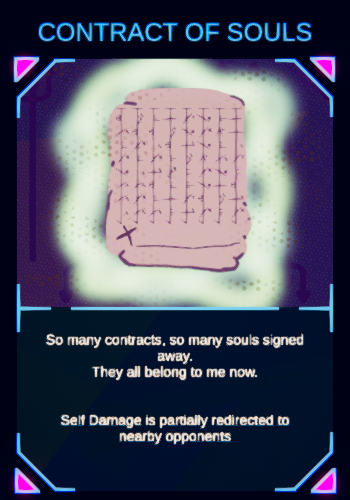 CONTRACT OF SOULS
So many contracts, so many souls signed
away.
They all belong to me now.
Self Damage is partially redirected to
nearby opponents